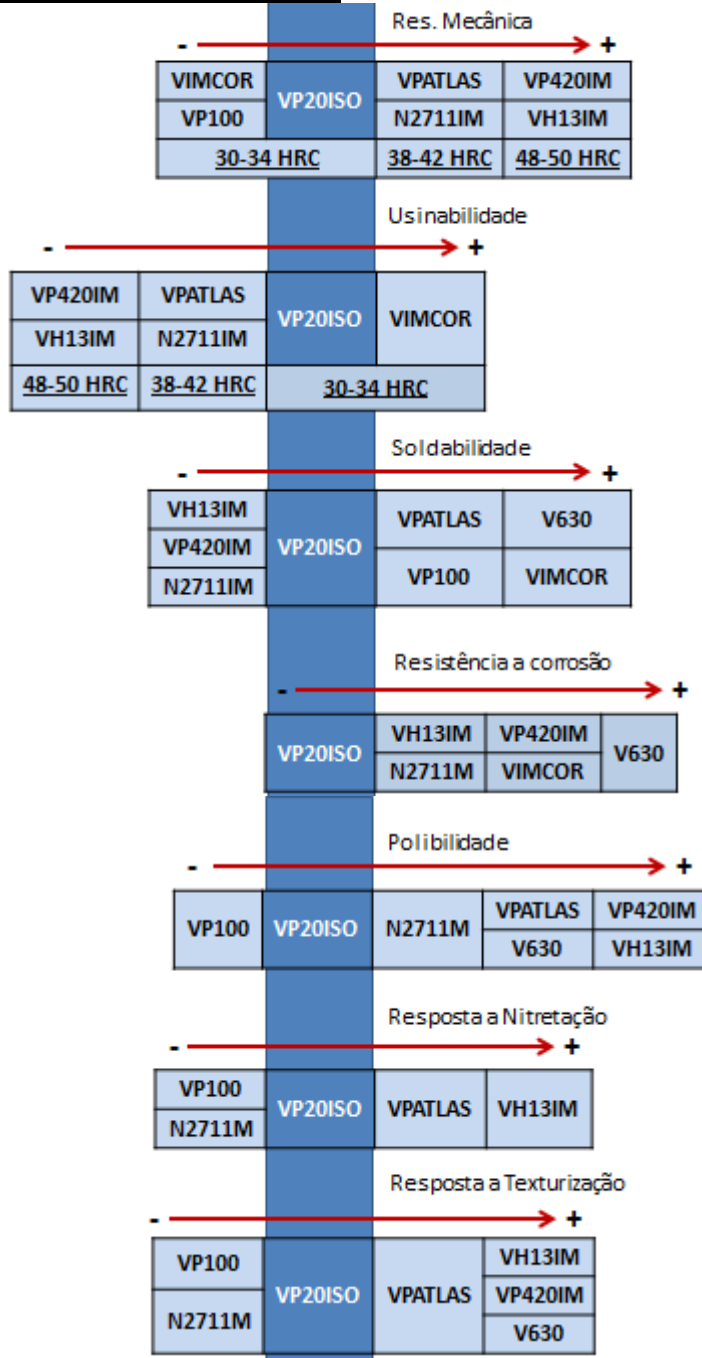 Res. Mecânica
- +
VIMCOR VP20ISO VPATLAS VP420IM
VP100 N2711IM VH13IM
30-34 HRC 38-42 HRC 48-50 HRC
Usinabilidade
- +
VP420IM VPATLAS VP20ISO VIMCOR
VH13IM N2711IM
48-50 HRC 38-42 HRC 30-34 HRC
Soldabilidade
- +
VH13IM VP20ISO VPATLAS V630
VP420IM
N2711IM VP100 VIMCOR
Resistência a corrosão
- +
VP20ISO VH13IM VP420IM V630
N2711M VIMCOR
Polibilidade
- +
VP100 VP20ISO N2711M VPATLAS VP420IM
V630 VH13IM
Resposta a Nitretação
- +
VP100 VP20ISO VPATLAS VH13IM
N2711M
Resposta a Texturização
- +
VP100 VP20ISO VPATLAS VH13IM
VP420IM
N2711M V630